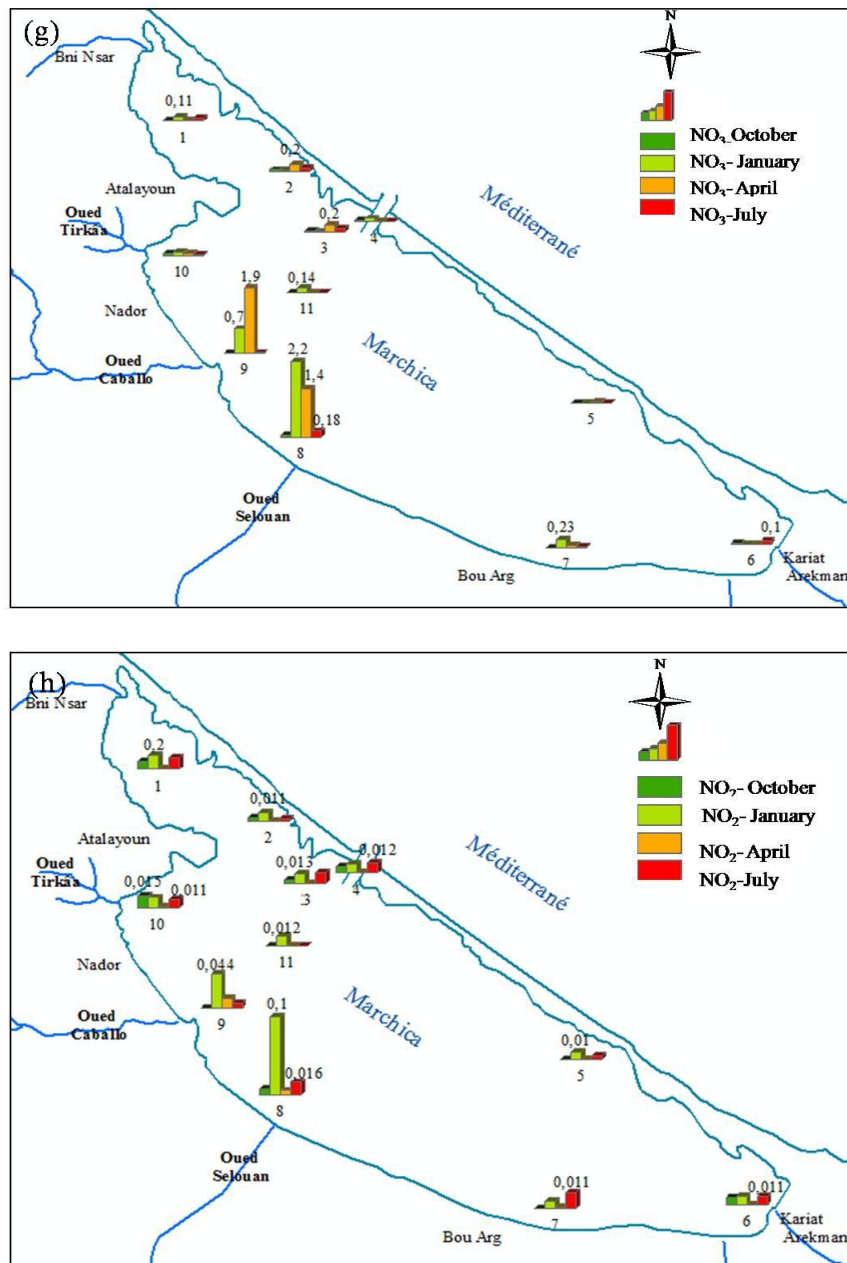 (g)
N
Bni Nsar
NO3-October
NO3-January
NO3-April
NO3-July
0,11
1
0,2
2
Atalayoun
Méditerrané
Oued
Tirkaa
0,2
3
4
10
1,9
0,14
11
Nador
0,7
Marchica
Oued
Caballo
9
2,2
1,4
0,18
8
5
Oued
Selouan
0,23
7
0,1
6
Bou Arg
Kariat
Arekman
(h)
N
Bni Nsar
NO2-October
NO2-January
NO2-April
NO2-July
0,2
1
0,011
2
Atalayoun
Méditerrané
Oued
Tirkaa
0,013
3
0,012
4
0,015
0,011
10
0,012
11
Nador
0,044
9
Marchica
Oued
Caballo
0,1
0,016
8
0,01
5
Oued
Selouan
0,011
7
0,011
6
Bou Arg
Kariat
Arekman